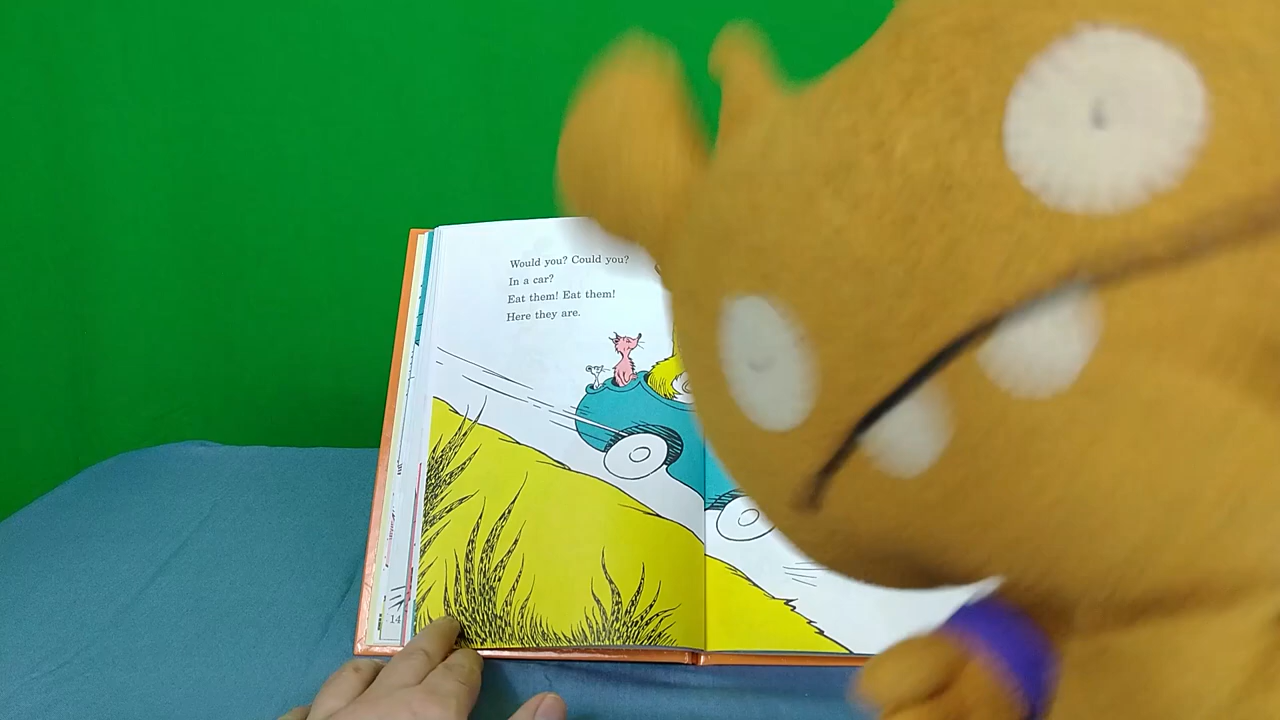 Would you? Could you?
In a car?
Eat them! Eat them!
Here they are.
14